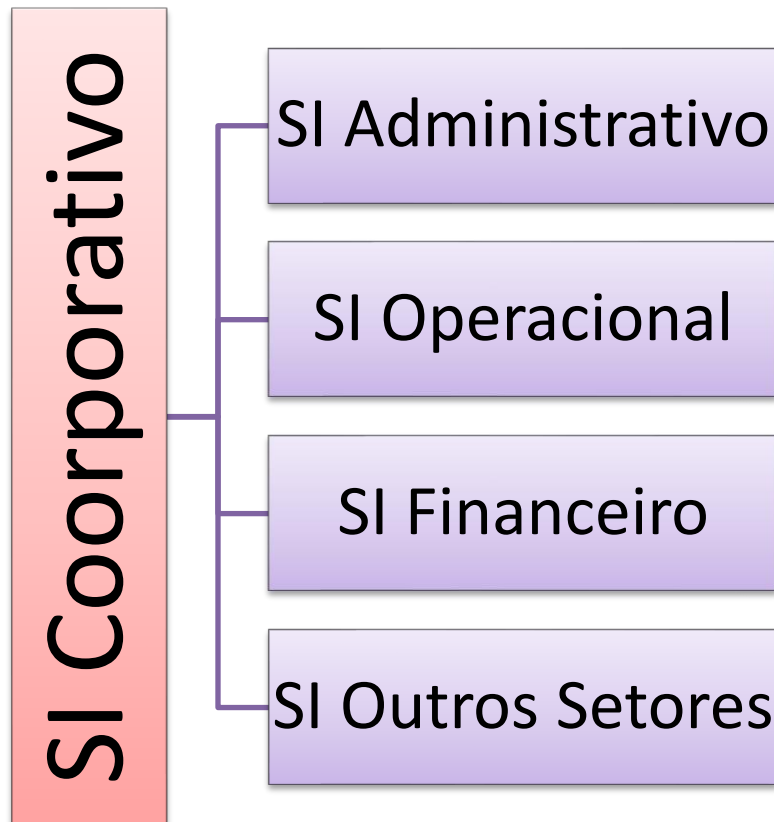 SI Coorporativo
SI Administrativo
SI Operacional
SI Financeiro
SI Outros Setores